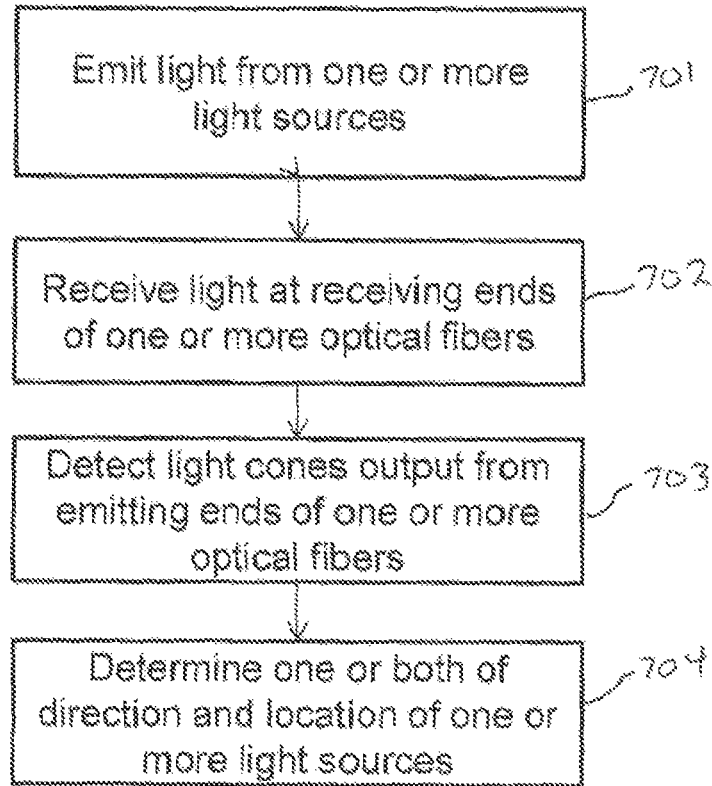 Emit light from one or more
light sources
701
Receive light at receiving ends
of one or more optical fibers
702
Detect light cones output from
emitting ends of one or more
optical fibers
703
Determine one or both of
direction and location of one or
more light sources
704